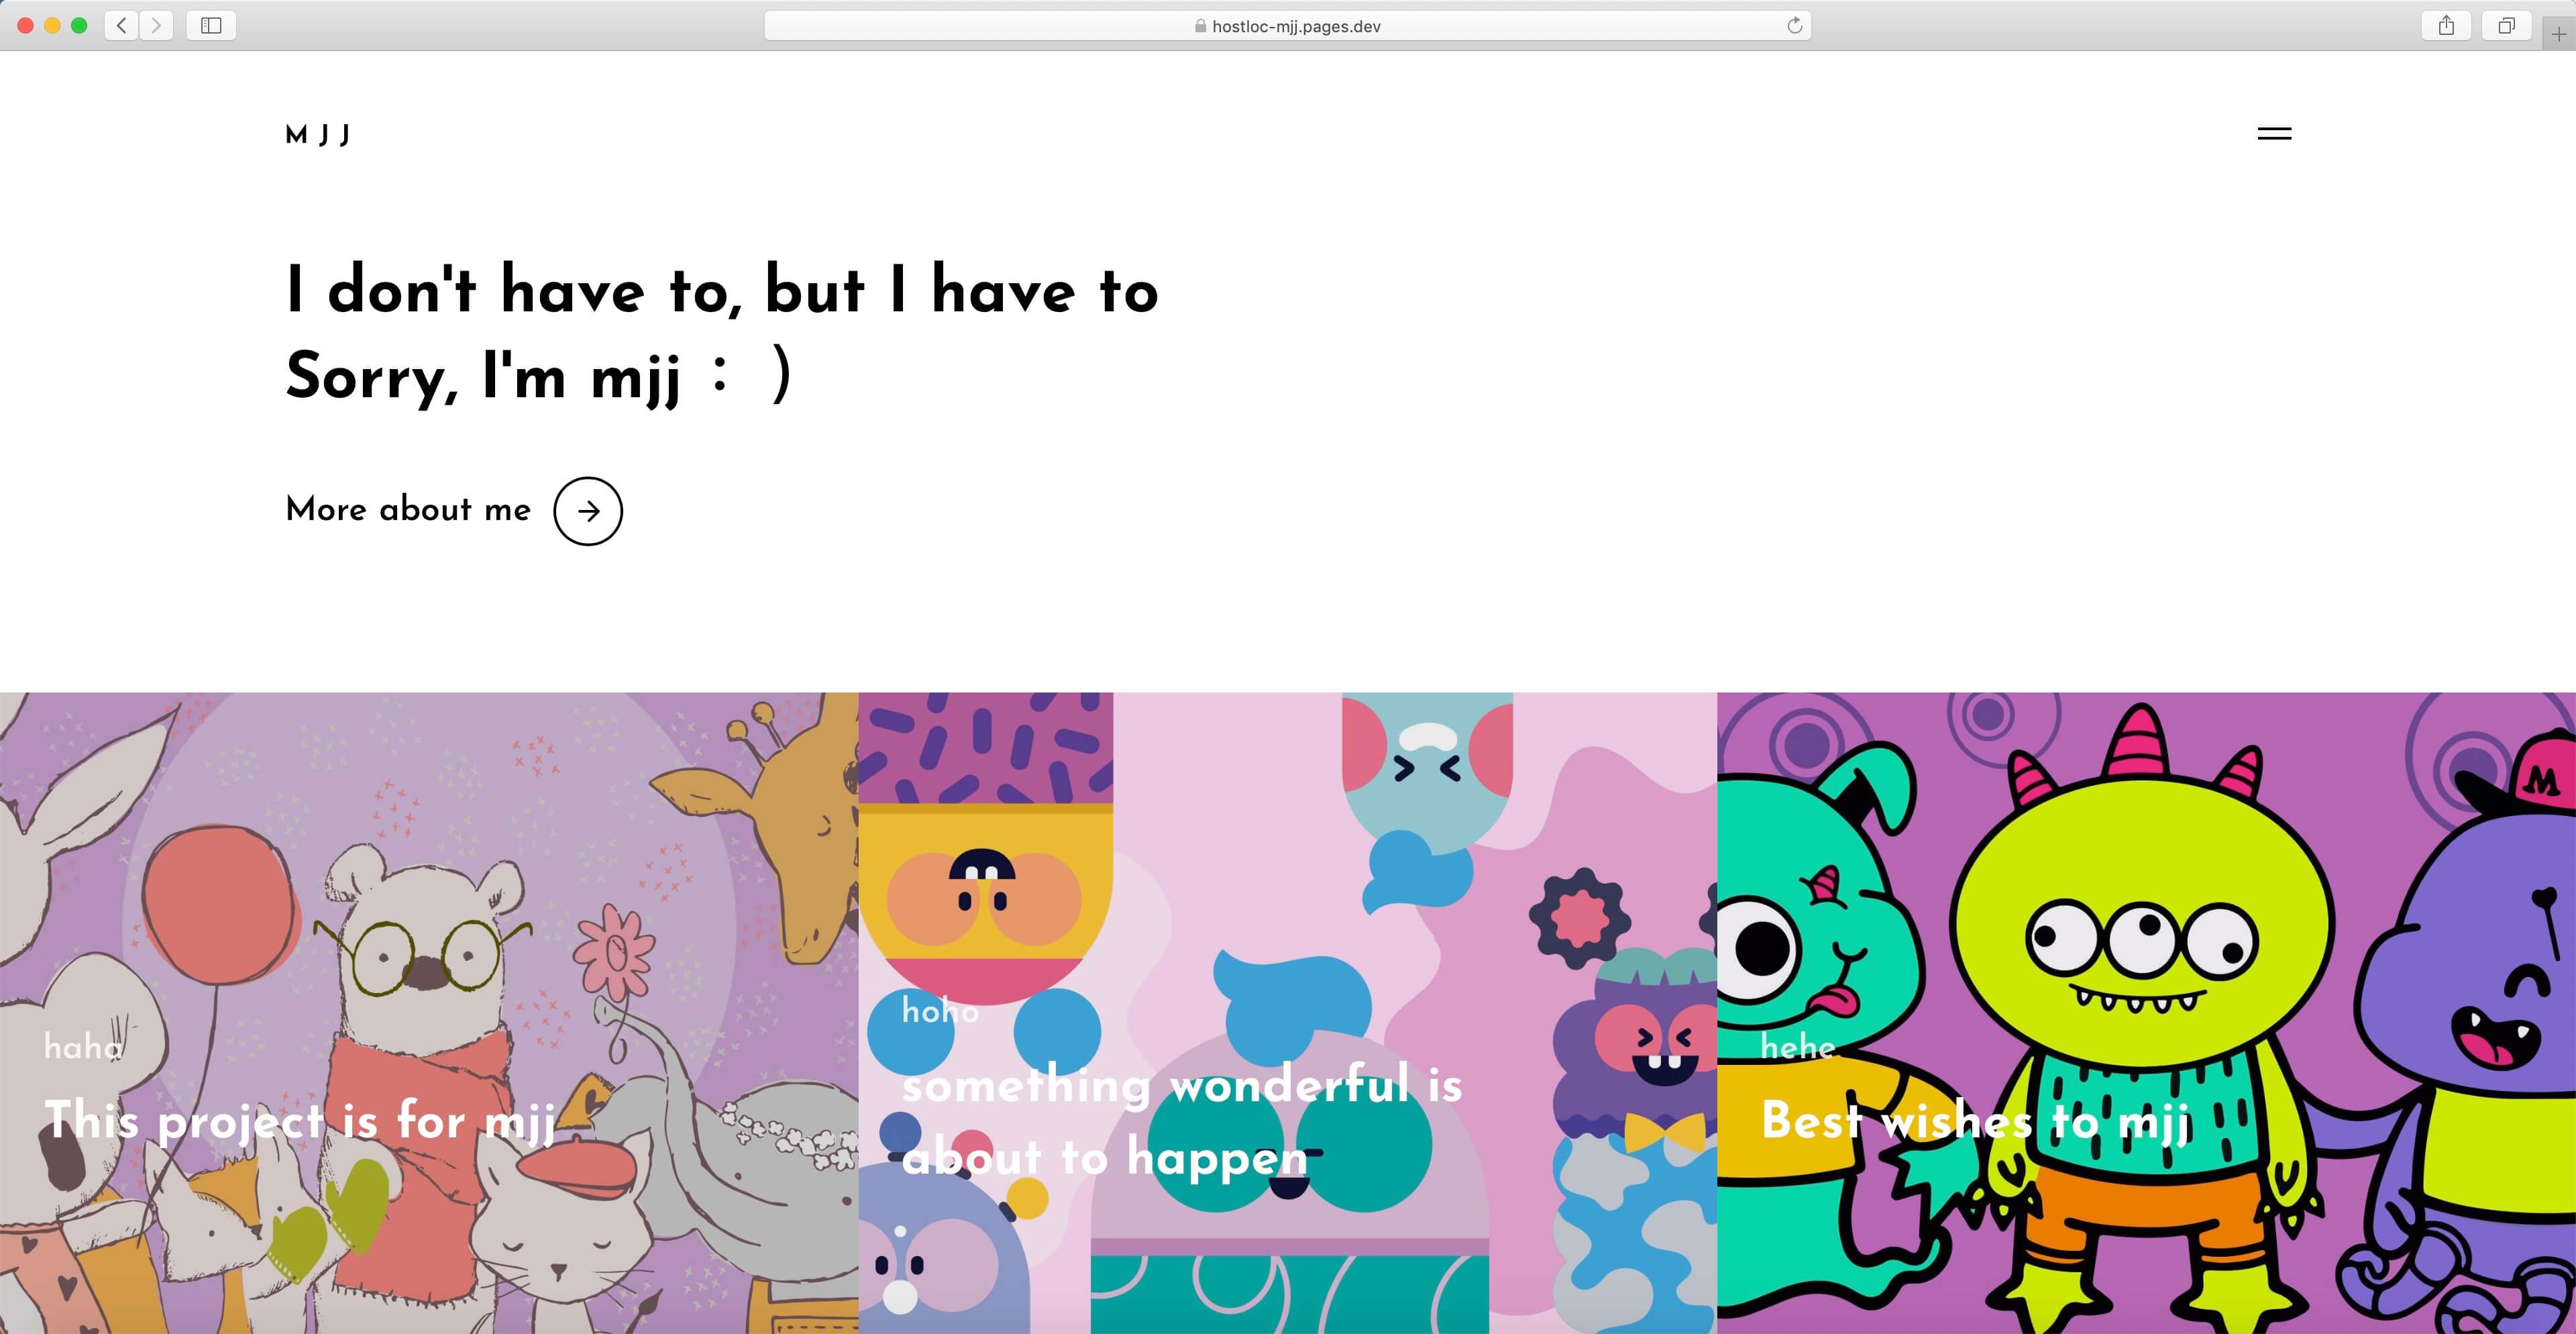 hostloc-mjj.pages.dev
MJJ
I don't have to, but I have to
Sorry, I'm mjj ：）
More about me
haha
This project is for mjj
hoho
something wonderful is
about to happen
M
hehe
Best wishes to mjj